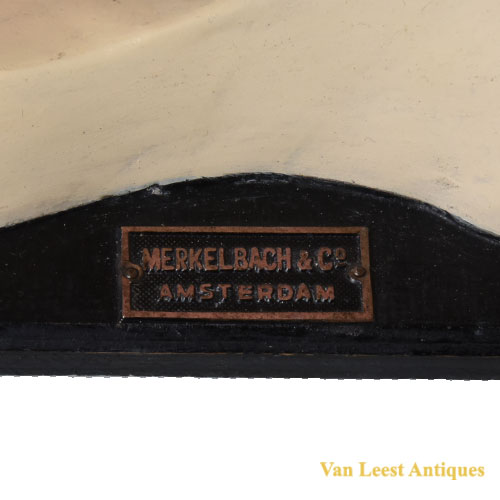 MERKELBACH & Co
AMSTERDAM
Van Leest Antiques